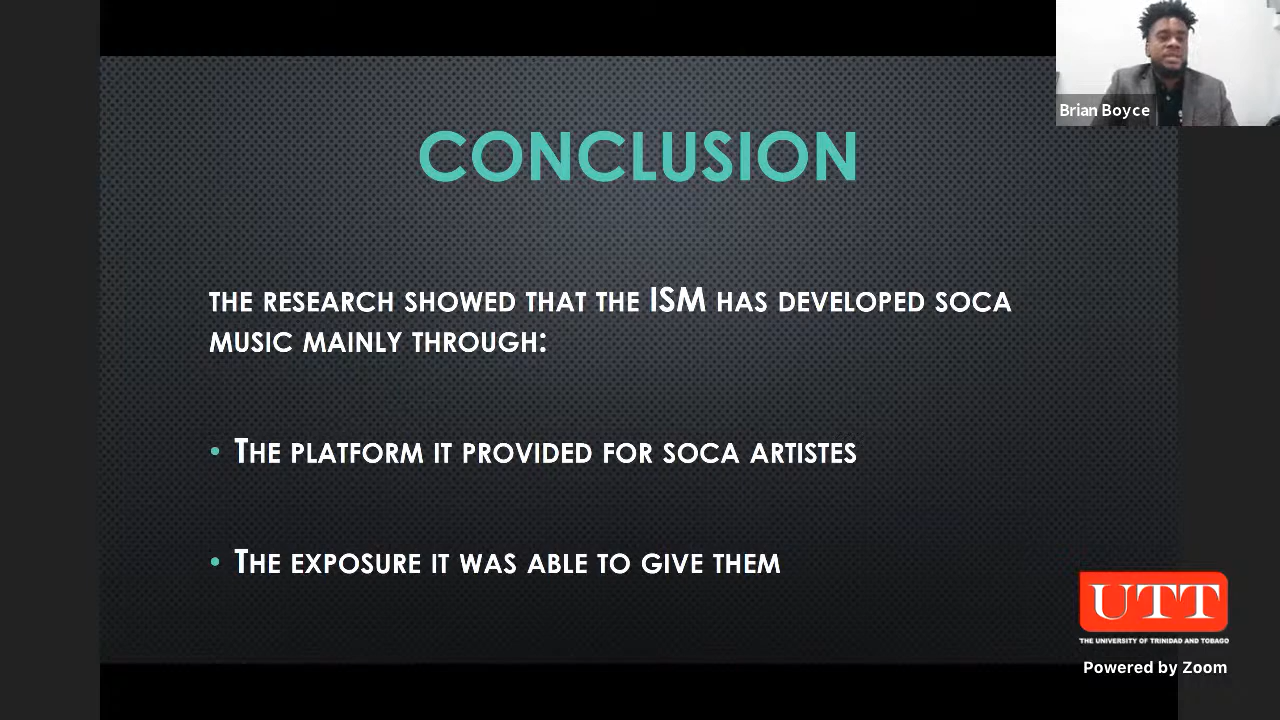 Brian Boyce
CONCLUSION
THE RESEARCH SHOWED THAT THE ISM HAS DEVELOPED SOCA
MUSIC MAINLY THROUGH:
• THE PLATFORM IT PROVIDED FOR SOCA ARTISTES
• THE EXPOSURE IT WAS ABLE TO GIVE THEM
UTT
THE UNIVERSITY OF TRINIDAD AND TOBAGO
Powered by Zoom